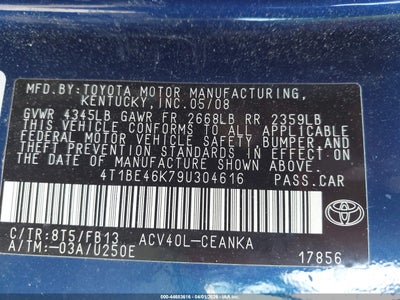 MFD.BY:TOYOTA MOTOR MANUFACTURING,
KENTUCKY, INC. 05/08
GVWR 4345LB GAWR FR 2668LB RR 2359LB
THIS VEHICLE CONFORMS TO ALL APPLICABLE
FEDERAL MOTOR VEHICLE SAFETY, BUMPER, AND
THEFT PREVENTION STANDARDS IN EFFECT ON
THE DATE OF MANUFACTURE SHOWN ABOVE.
4T1BE46K79U304616 PASS.CAR
TOYOTA
C/TR:8T5/FB13 ACV40L-CEANKA
A/TM:-03A/U250E 17856